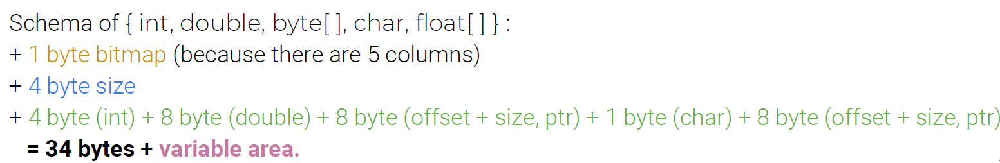 Schema of { int, double, byte[ ], char, float[ ] } :
+ 1 byte bitmap (because there are 5 columns)
+ 4 byte size
+ 4 byte (int) + 8 byte (double) + 8 byte (offset + size, ptr) + 1 byte (char) + 8 byte (offset + size, ptr)
= 34 bytes + variable area.